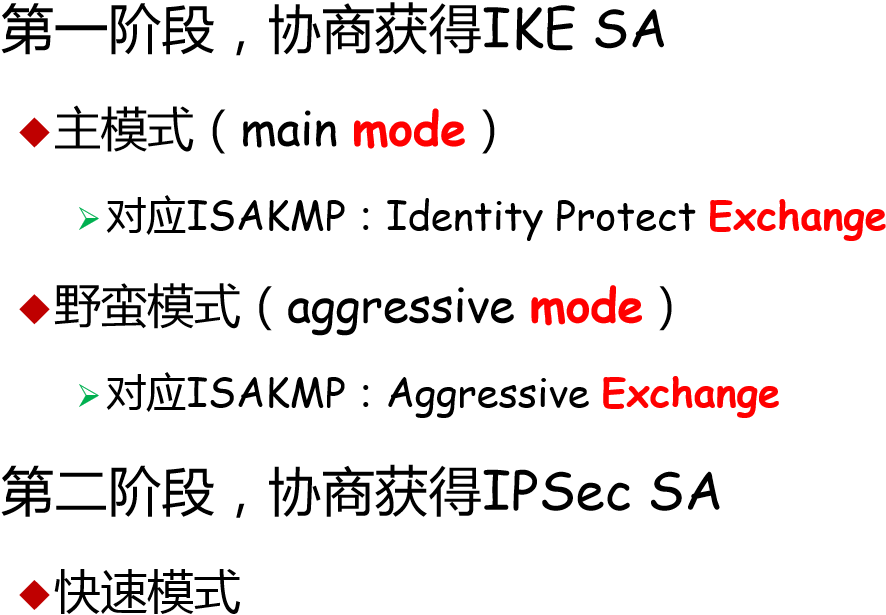 第一阶段，协商获得IKE SA
主模式（main mode）
对应ISAKMP：Identity Protect Exchange
野蛮模式（aggressive mode）
对应ISAKMP：Aggressive Exchange
第二阶段，协商获得IPSec SA
快速模式